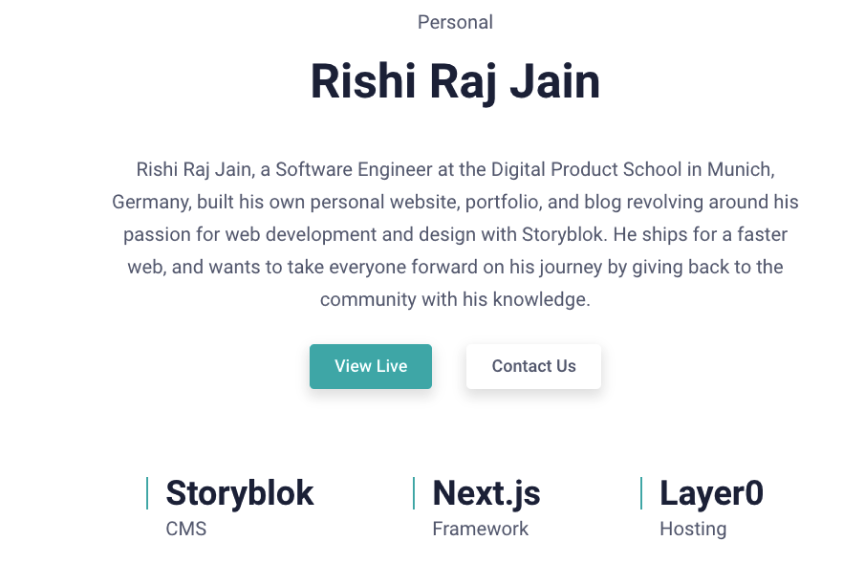 Personal
Rishi Raj Jain
Rishi Raj Jain, a Software Engineer at the Digital Product School in Munich,
Germany, built his own personal website, portfolio, and blog revolving around his
passion for web development and design with Storyblok. He ships for a faster
web, and wants to take everyone forward on his journey by giving back to the
community with his knowledge.
View Live
Contact Us
Storyblok
CMS
Next.js
Framework
Layer0
Hosting